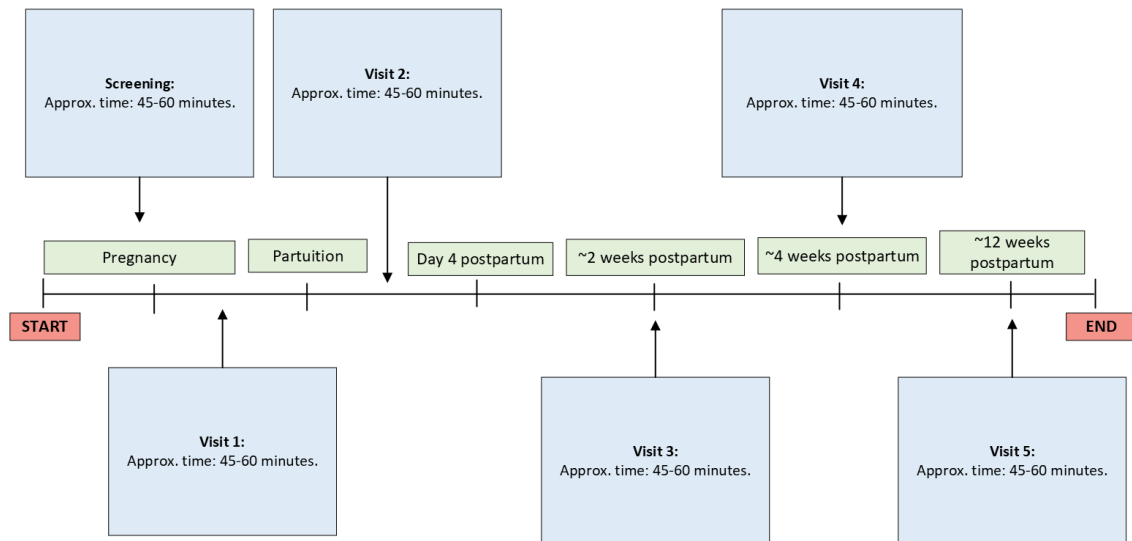 Screening:
Approx. time: 45-60 minutes.
Visit 2:
Approx. time: 45-60 minutes.
Visit 4:
Approx. time: 45-60 minutes.
Pregnancy
Partuition
Day 4 postpartum
~2 weeks postpartum
~4 weeks postpartum
~12 weeks
postpartum
START
END
Visit 1:
Approx. time: 45-60 minutes.
Visit 3:
Approx. time: 45-60 minutes.
Visit 5:
Approx. time: 45-60 minutes.